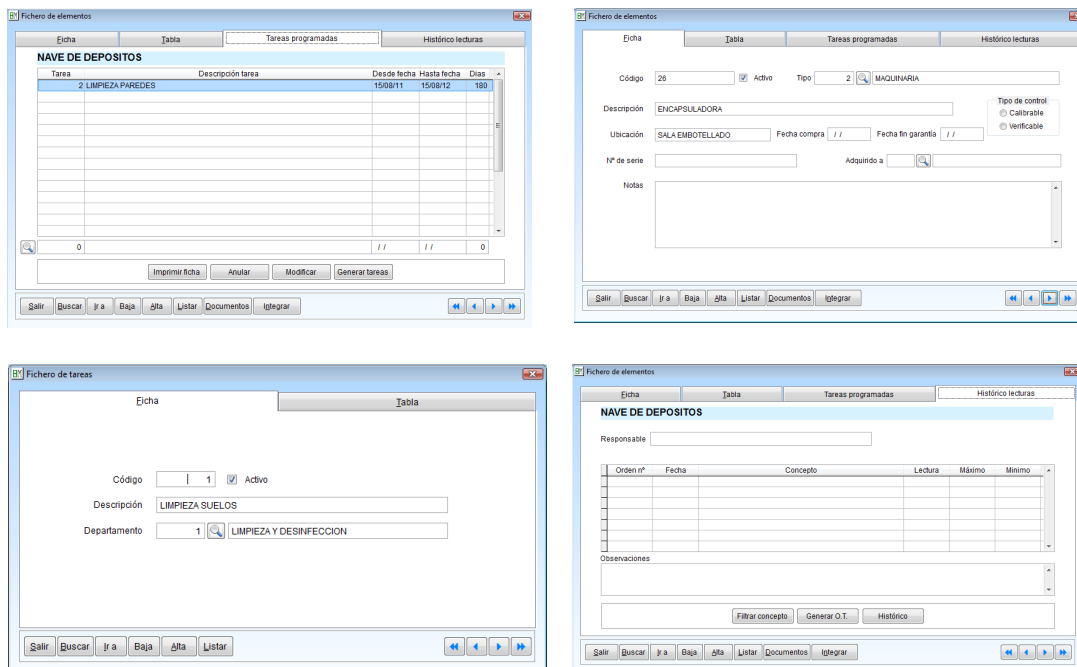 Fichero de elementos
Ficha Tabla Tareas programadas Histórico lecturas
NAVE DE DEPOSITOS
Tarea Descripción tarea Desde fecha Hasta fecha Dias
2 LIMPIEZA PAREDES 15/08/11 15/08/12 180
0 / / / / 0
Imprimir ficha Anular Modificar Generar tareas
Salir Buscar Ir a Baja Alta Listar Documentos Integrar
Fichero de elementos
Ficha Tabla Tareas programadas Histórico lecturas
Código 26 Activo Tipo 2 MAQUINARIA
Descripción ENCAPSULADORA
Tipo de control
Calibrable
Verificable
Ubicación SALA EMBOTELLADO Fecha compra / / Fecha fin garantía / /
Nº de serie Adquirido a
Notas
Salir Buscar Ir a Baja Alta Listar Documentos Integrar
Fichero de tareas
Ficha Tabla
Código 1 Activo
Descripción LIMPIEZA SUELOS
Departamento 1 LIMPIEZA Y DESINFECCION
Salir Buscar Ir a Baja Alta Listar
Fichero de elementos
Ficha Tabla Tareas programadas Histórico lecturas
NAVE DE DEPOSITOS
Responsable
Orden nº Fecha Concepto Lectura Máximo Minimo
Observaciones
Filtrar concepto Generar O.T. Histórico
Salir Buscar Ir a Baja Alta Listar Documentos Integrar